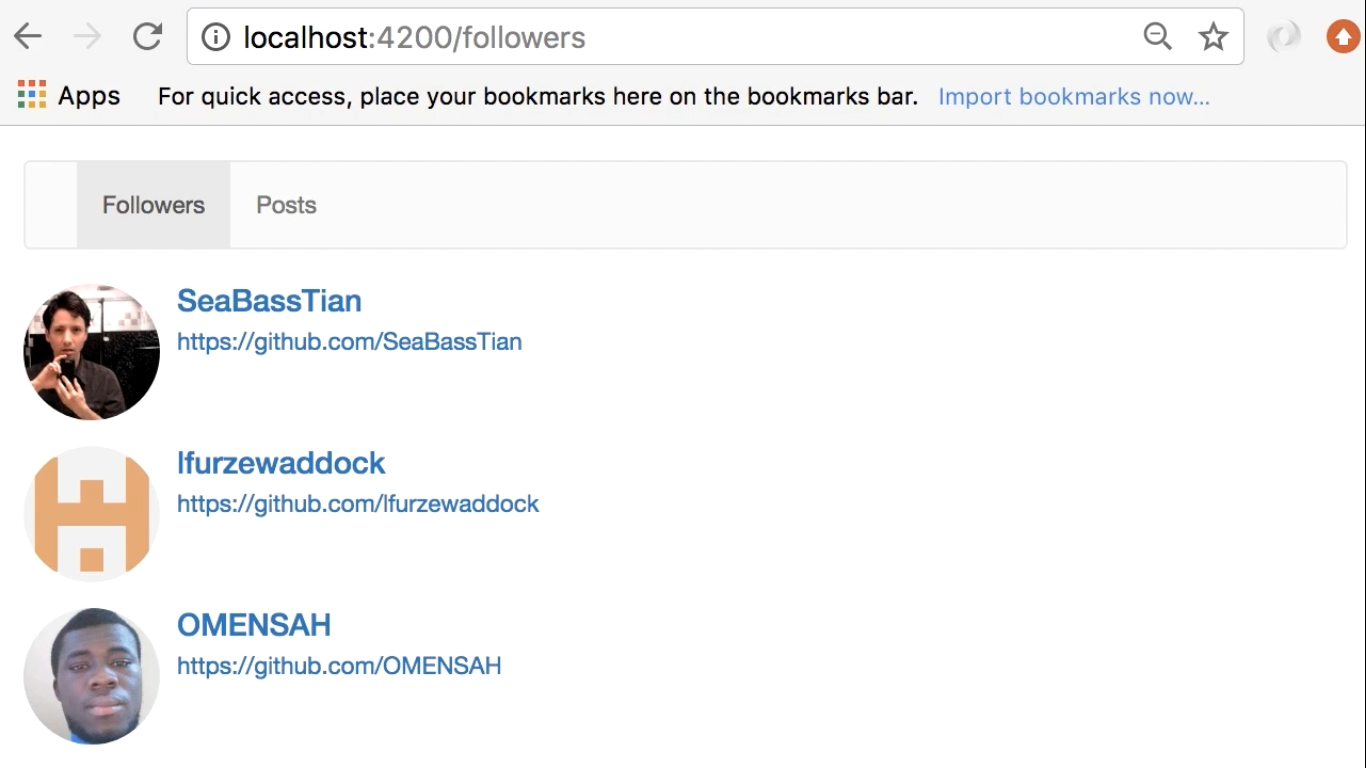 localhost:4200/followers
Apps For quick access, place your bookmarks here on the bookmarks bar. Import bookmarks now...
Followers Posts
SeaBassTian
https://github.com/SeaBassTian
lfurzewaddock
https://github.com/lfurzewaddock
OMENSAH
https://github.com/OMENSAH